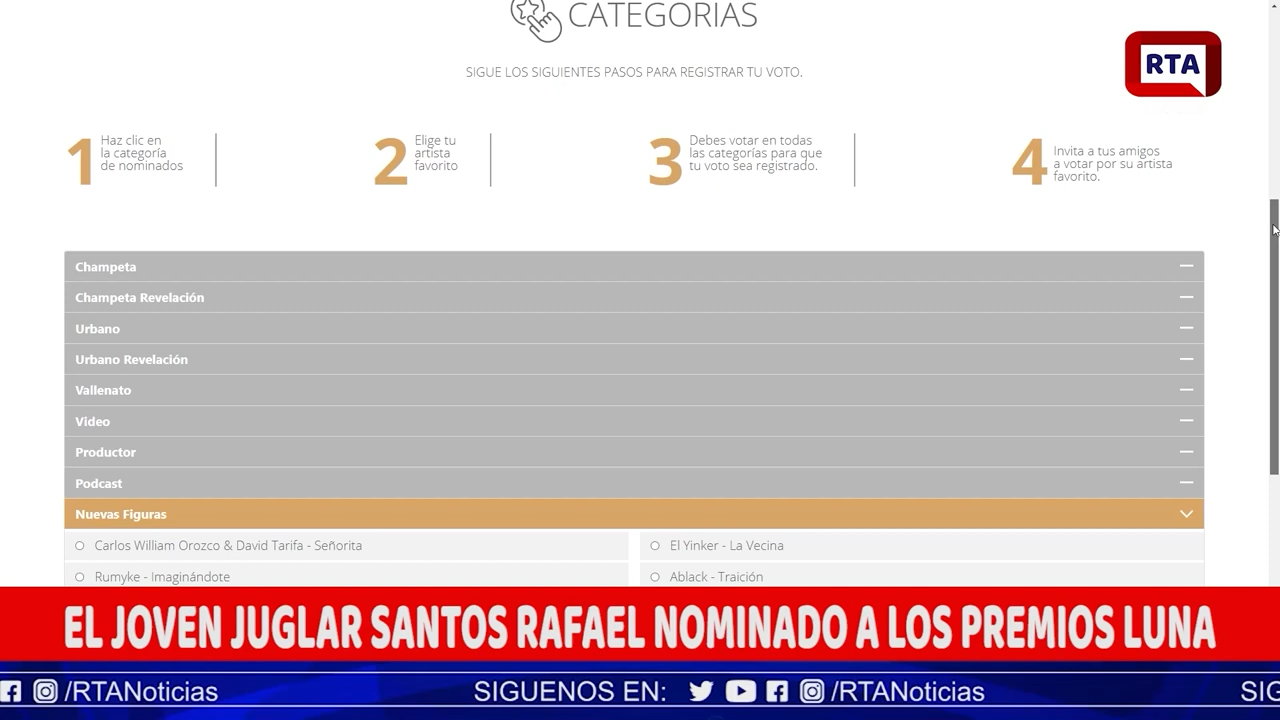 CATEGORIAS
RTA
SIGUE LOS SIGUIENTES PASOS PARA REGISTRAR TU VOTO.
1
Haz clic en
la categoría
de nominados
2
Elige tu
artista
favorito
3
Debes votar en todas
las categorías para que
tu voto sea registrado.
4
Invita a tus amigos
a votar por su artista
favorito.
Champeta
Champeta Revelación
Urbano
Urbano Revelación
Vallenato
Video
Productor
Podcast
Nuevas Figuras
Carlos William Orozco & David Tarifa - Señorita
El Yinker - La Vecina
Rumyke - Imaginándote
Ablack - Traición
EL JOVEN JUGLAR SANTOS RAFAEL NOMINADO A LOS PREMIOS LUNA
/RTANoticias SIGUENOS EN: /RTANoticias SIG